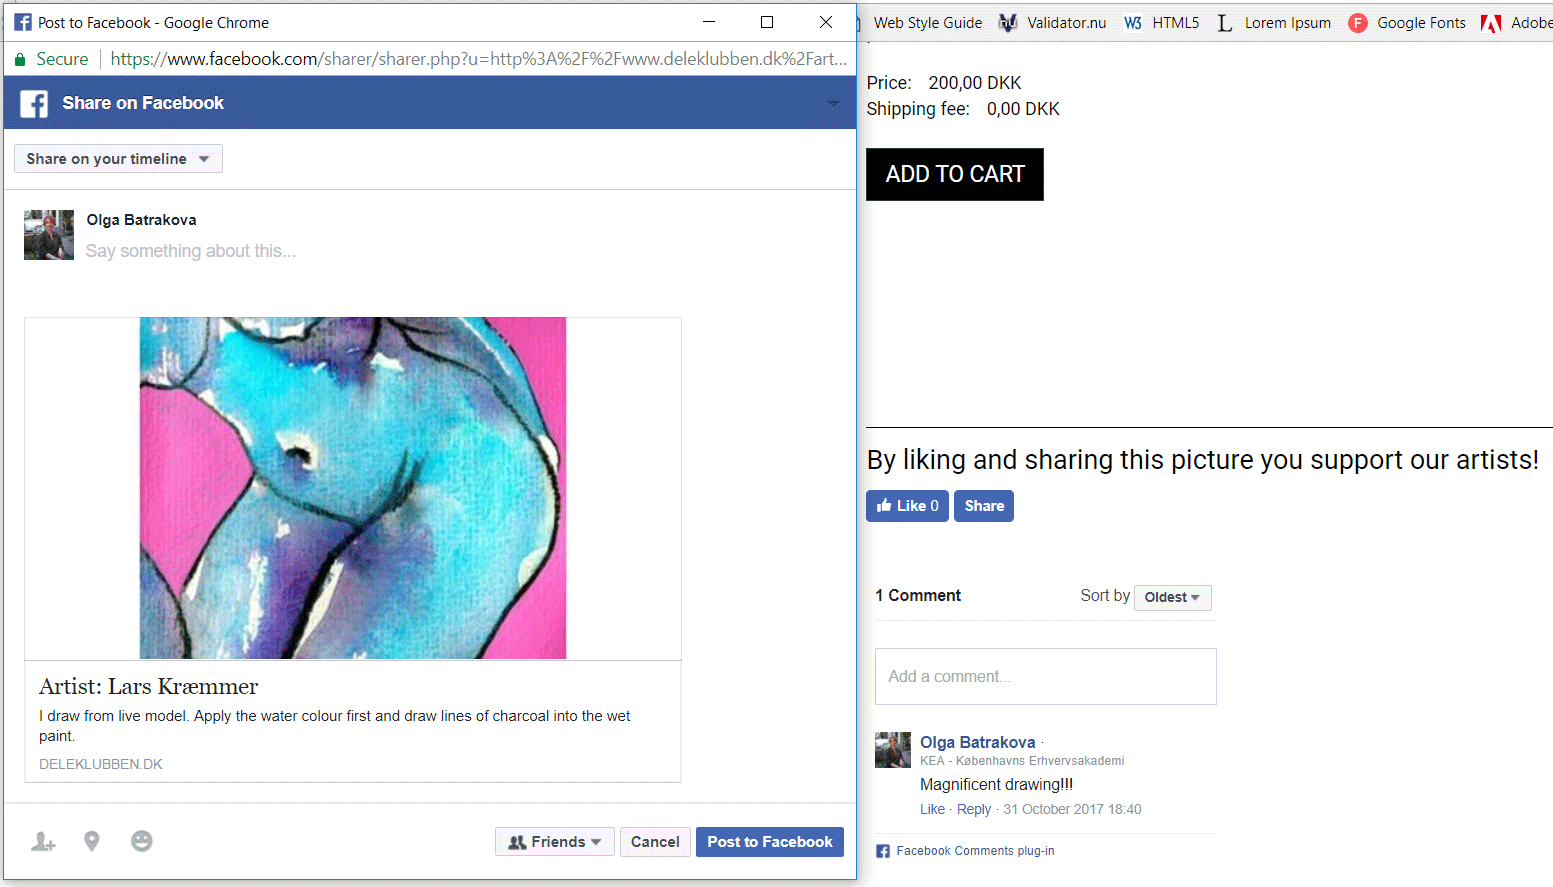 Post to Facebook - Google Chrome
Secure https://www.facebook.com/sharer/sharer.php?u=http%3A%2F%2Fwww.deleklubben.dk%2Fart...
Share on Facebook
Share on your timeline
Olga Batrakova
Say something about this...
Artist: Lars Kræmmer
I draw from live model. Apply the water colour first and draw lines of charcoal into the wet
paint.
DELEKLUBBEN.DK
Friends Cancel Post to Facebook
Web Style Guide Validator.nu W3 HTML5 L Lorem Ipsum F Google Fonts Adobe
Price: 200,00 DKK
Shipping fee: 0,00 DKK
ADD TO CART
By liking and sharing this picture you support our artists!
Like 0 Share
1 Comment Sort by Oldest
Add a comment...
Olga Batrakova ·
KEA - Københavns Erhvervsakademi
Magnificent drawing!!!
Like · Reply · 31 October 2017 18:40
Facebook Comments plug-in